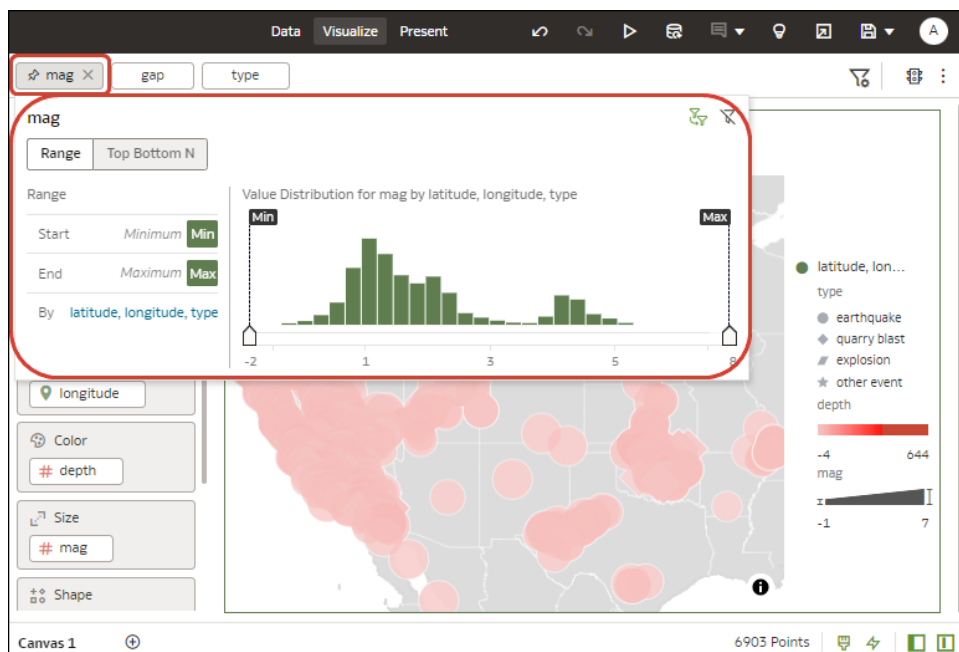 Data Visualize Present A
mag gap type
mag
Range Top Bottom N
Range
Value Distribution for mag by latitude, longitude, type
Min Max
Start Minimum Min
End Maximum Max
By latitude, longitude, type
-2 1 3 5 8
longitude
Color
# depth
Size
# mag
Shape
latitude, lon...
type
earthquake
quarry blast
explosion
other event
depth
-4 644
mag
-1 7
Canvas 1
6903 Points